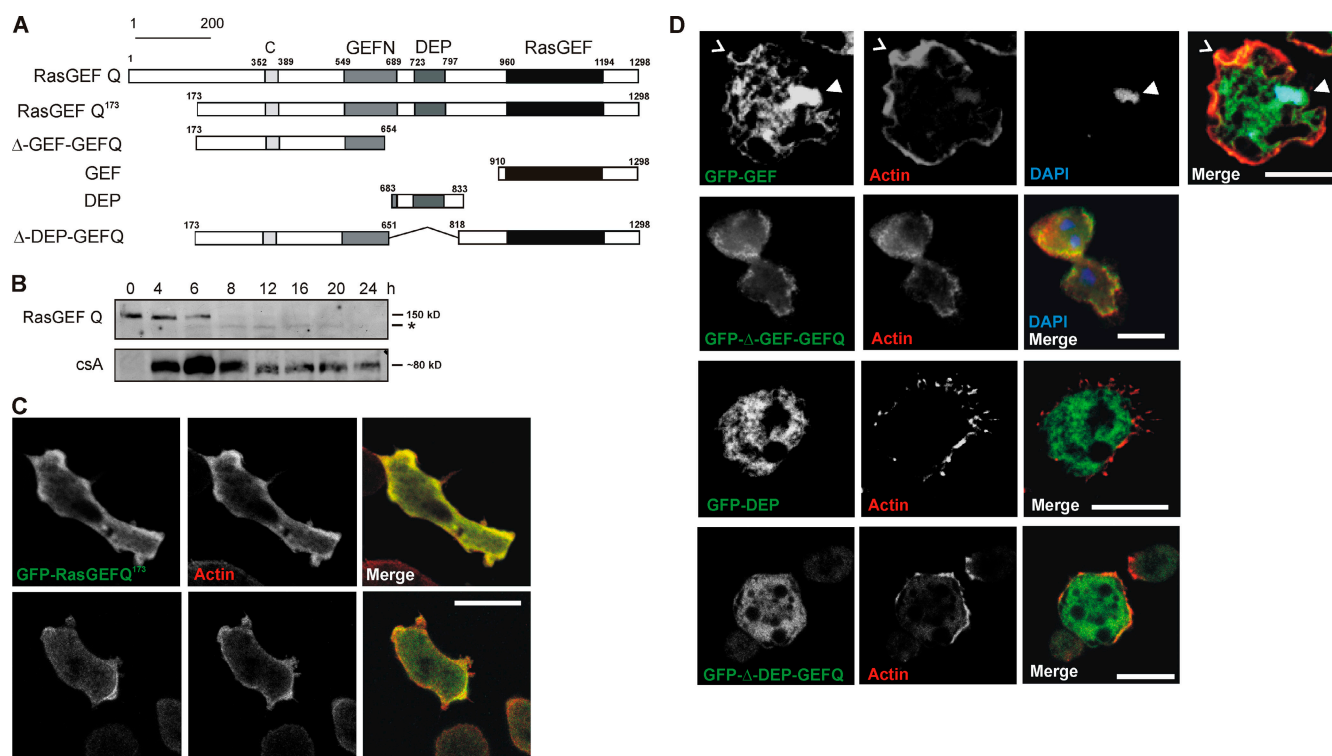 A
1 200
C GEFN DEP RasGEF
1 352 389 549 689 723 797 960 1194 1298
RasGEF Q
173 1298
RasGEF Q¹⁷³
173 654
Δ-GEF-GEFQ
910 1298
GEF
683 833
DEP
173 651 818 1298
Δ-DEP-GEFQ
B
0 4 6 8 12 16 20 24 h
RasGEF Q 150 kD
*
csA ~80 kD
C
GFP-RasGEFQ¹⁷³ Actin Merge
D
GFP-GEF Actin DAPI Merge
GFP-Δ-GEF-GEFQ Actin DAPI
Merge
GFP-DEP Actin Merge
GFP-Δ-DEP-GEFQ Actin Merge